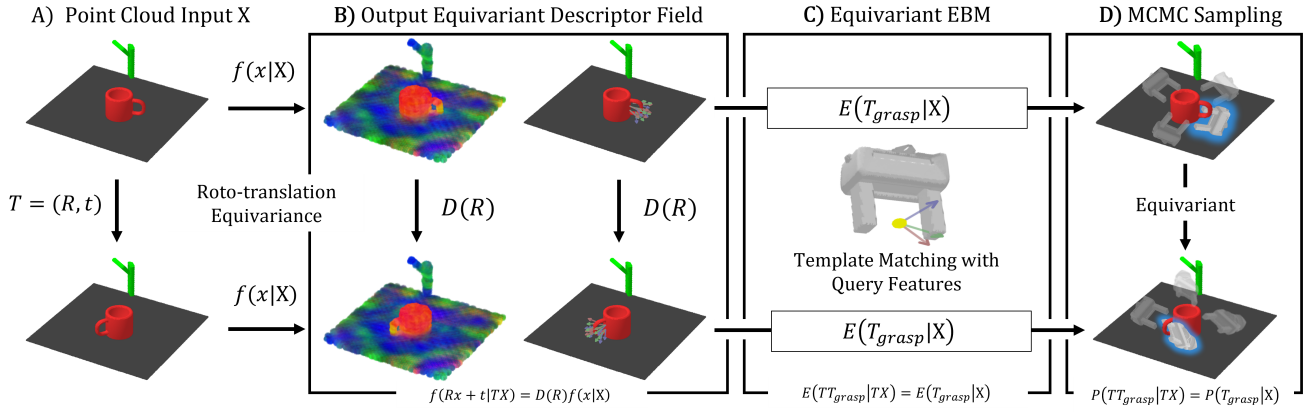 A) Point Cloud Input X
B) Output Equivariant Descriptor Field
C) Equivariant EBM
D) MCMC Sampling
f(x|X)
E(T_grasp|X)
T = (R, t)
Roto-translation
Equivariance
D(R)
D(R)
Template Matching with
Query Features
Equivariant
f(x|X)
E(T_grasp|X)
f(Rx + t|TX) = D(R)f(x|X)
E(TT_grasp|TX) = E(T_grasp|X)
P(TT_grasp|TX) = P(T_grasp|X)